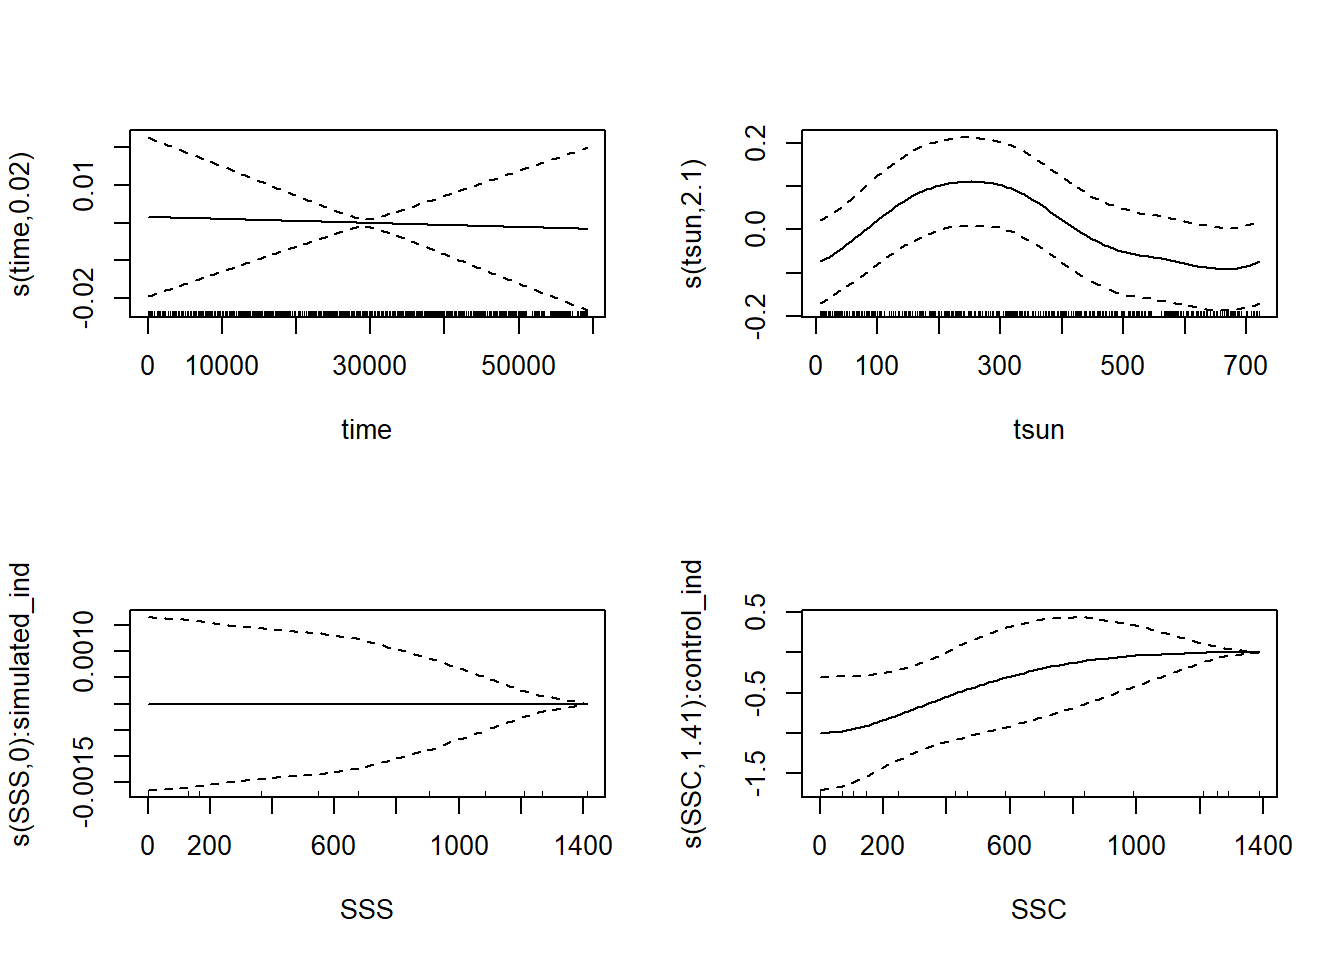 s(time,0.02)
0.01
-0.02
0 10000 30000 50000
time
s(tsun,2.1)
0.2
0.0
-0.2
0 100 300 500 700
tsun
s(SSS,0):simulated_ind
0.0010
-0.0015
0 200 600 1000 1400
SSS
s(SSC,1.41):control_ind
0.5
-0.5
-1.5
0 200 600 1000 1400
SSC